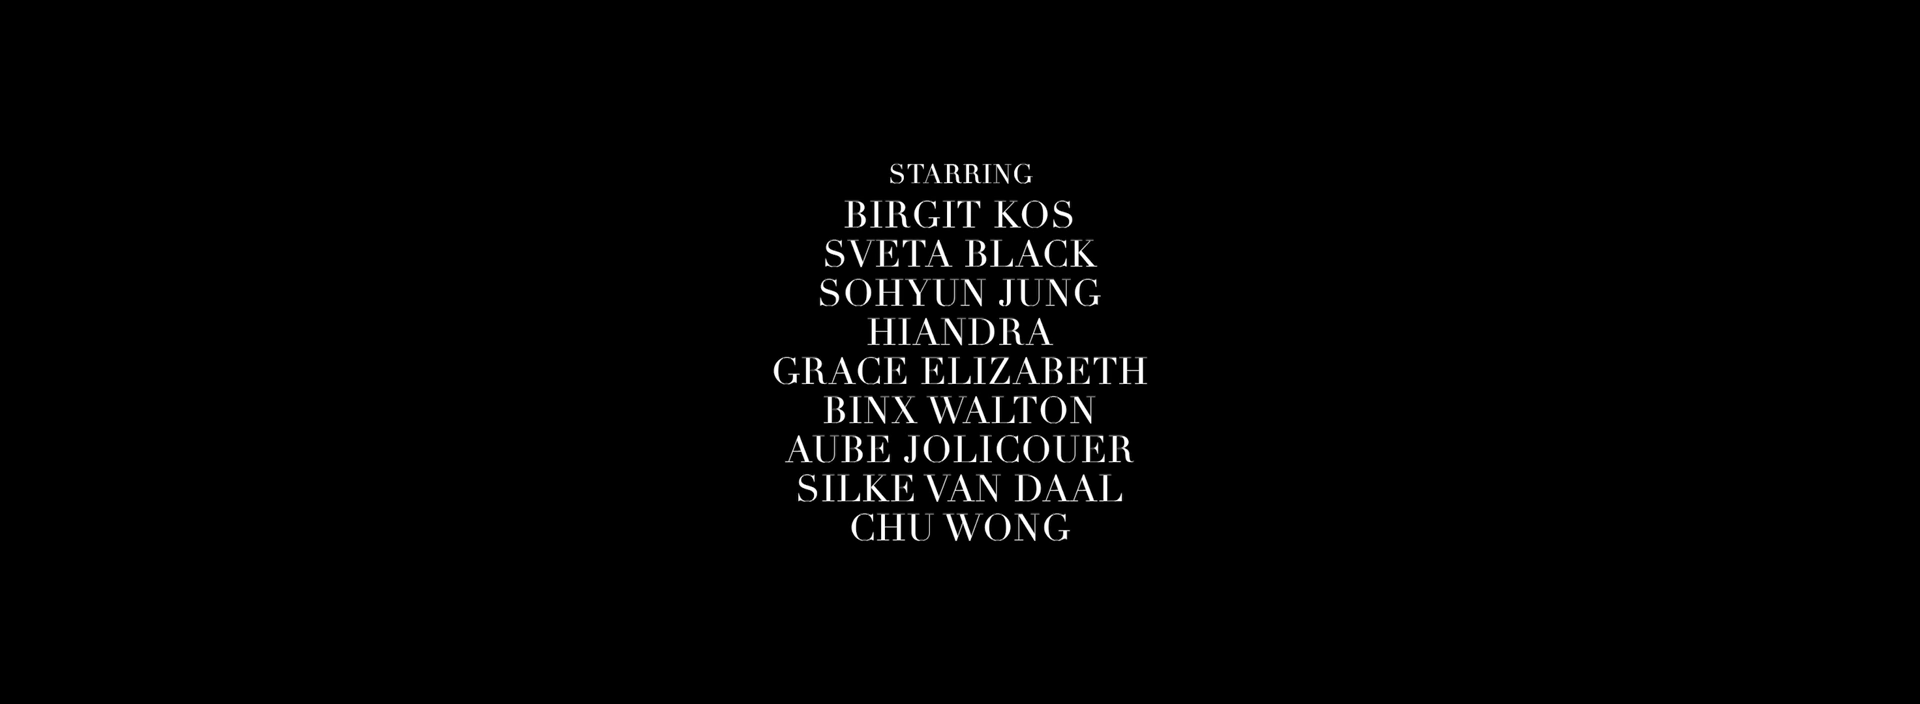 STARRING
BIRGIT KOS
SVETA BLACK
SOHYUN JUNG
HIANDRA
GRACE ELIZABETH
BINX WALTON
AUBE JOLICOUER
SILKE VAN DAAL
CHU WONG